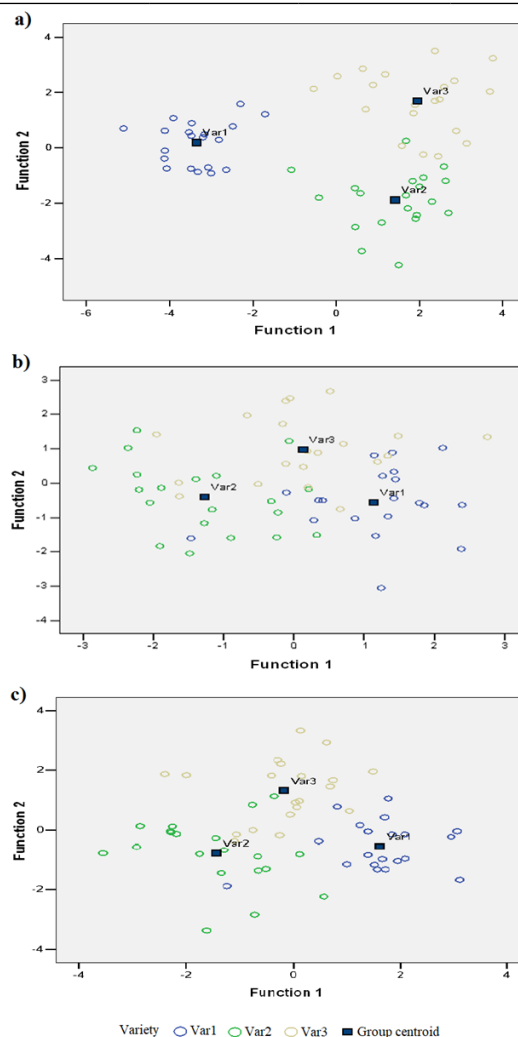 a)
4
2
0
-2
-4
Function 2
Var3
Var1
Var2
-6 -4 -2 0 2 4
Function 1
b)
3
2
1
0
-1
-2
-3
-4
Function 2
Var3
Var2
Var1
-3 -2 -1 0 1 2 3
Function 1
c)
4
2
0
-2
-4
Function 2
Var3
Var2
Var1
-4 -2 0 2 4
Function 1
Variety Var1 Var2 Var3 Group centroid